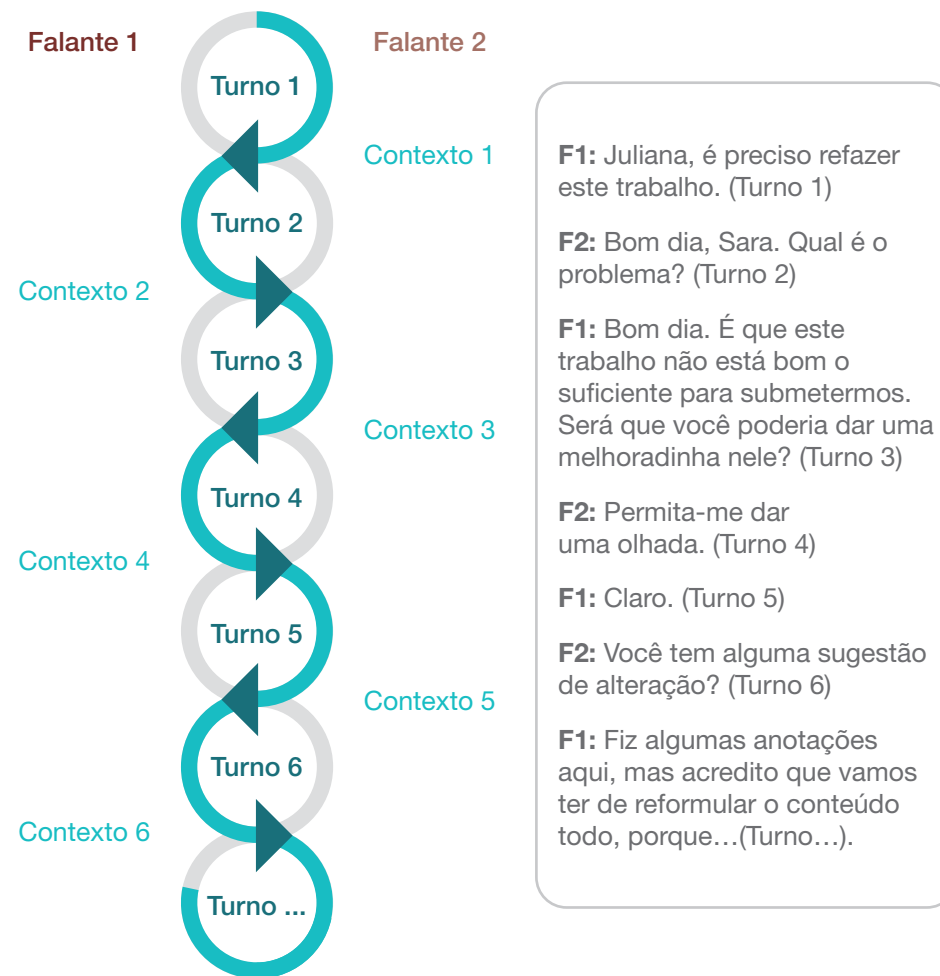 Falante 1
Falante 2
Turno 1
Contexto 1
Turno 2
Contexto 2
Turno 3
Contexto 3
Turno 4
Contexto 4
Turno 5
Contexto 5
Turno 6
Contexto 6
Turno ...
F1: Juliana, é preciso refazer
este trabalho. (Turno 1)
F2: Bom dia, Sara. Qual é o
problema? (Turno 2)
F1: Bom dia. É que este
trabalho não está bom o
suficiente para submetermos.
Será que você poderia dar uma
melhoradinha nele? (Turno 3)
F2: Permita-me dar
uma olhada. (Turno 4)
F1: Claro. (Turno 5)
F2: Você tem alguma sugestão
de alteração? (Turno 6)
F1: Fiz algumas anotações
aqui, mas acredito que vamos
ter de reformular o conteúdo
todo, porque…(Turno…).